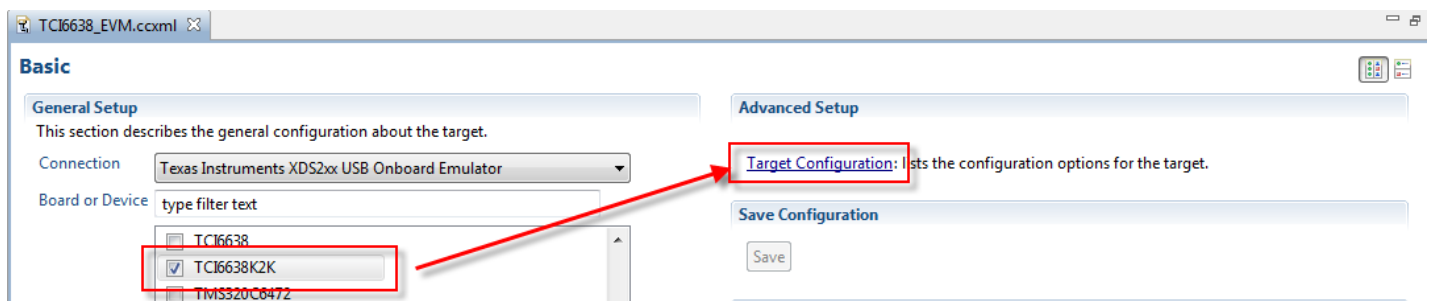 TCI6638_EVM.ccxml
Basic
General Setup
This section describes the general configuration about the target.
Connection
Texas Instruments XDS2xx USB Onboard Emulator
Board or Device
type filter text
TCI6638
TCI6638K2K
TMS320C6472
Advanced Setup
Target Configuration: lists the configuration options for the target.
Save Configuration
Save